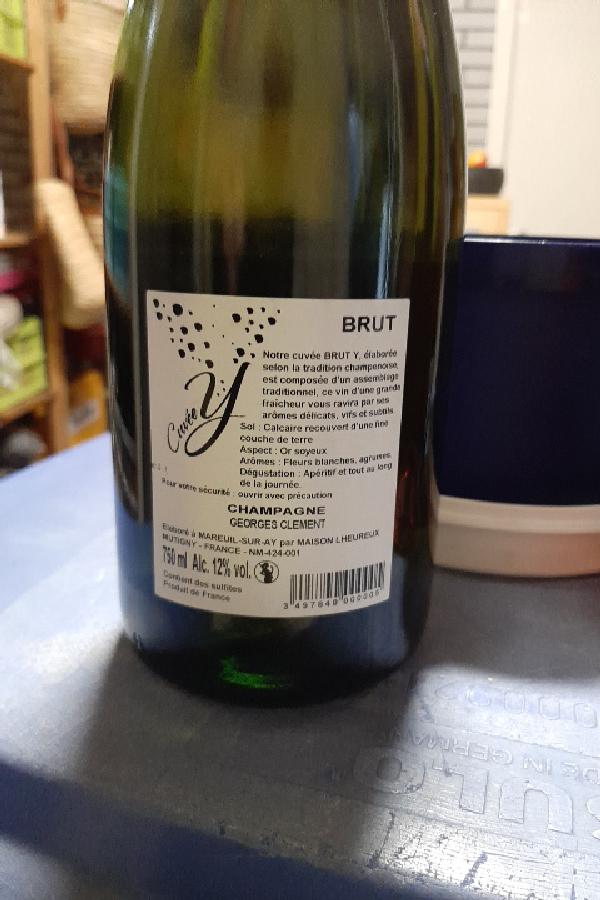 BRUT
Notre cuvée BRUT Y, élaborée
selon la tradition champenoise,
est composée d'un assemblage
traditionnel, ce vin d'une grande
fraîcheur vous ravira par ses
arômes délicats, vifs et subtils.
Cuvée Y
Sol : Calcaire recouvert d'une fine
couche de terre
Aspect : Or soyeux
Arômes : Fleurs blanches, agrumes.
Dégustation : Apéritif et tout au long
de la journée.
Pour votre sécurité : ouvrir avec précaution
CHAMPAGNE
GEORGES CLEMENT
Elaboré à MAREUIL-SUR-AY par MAISON LHEUREUX
MUTIGNY - FRANCE - NM-424-001
750 ml Alc. 12% vol.
Contient des sulfites
Produit de France
MADE IN GERMANY